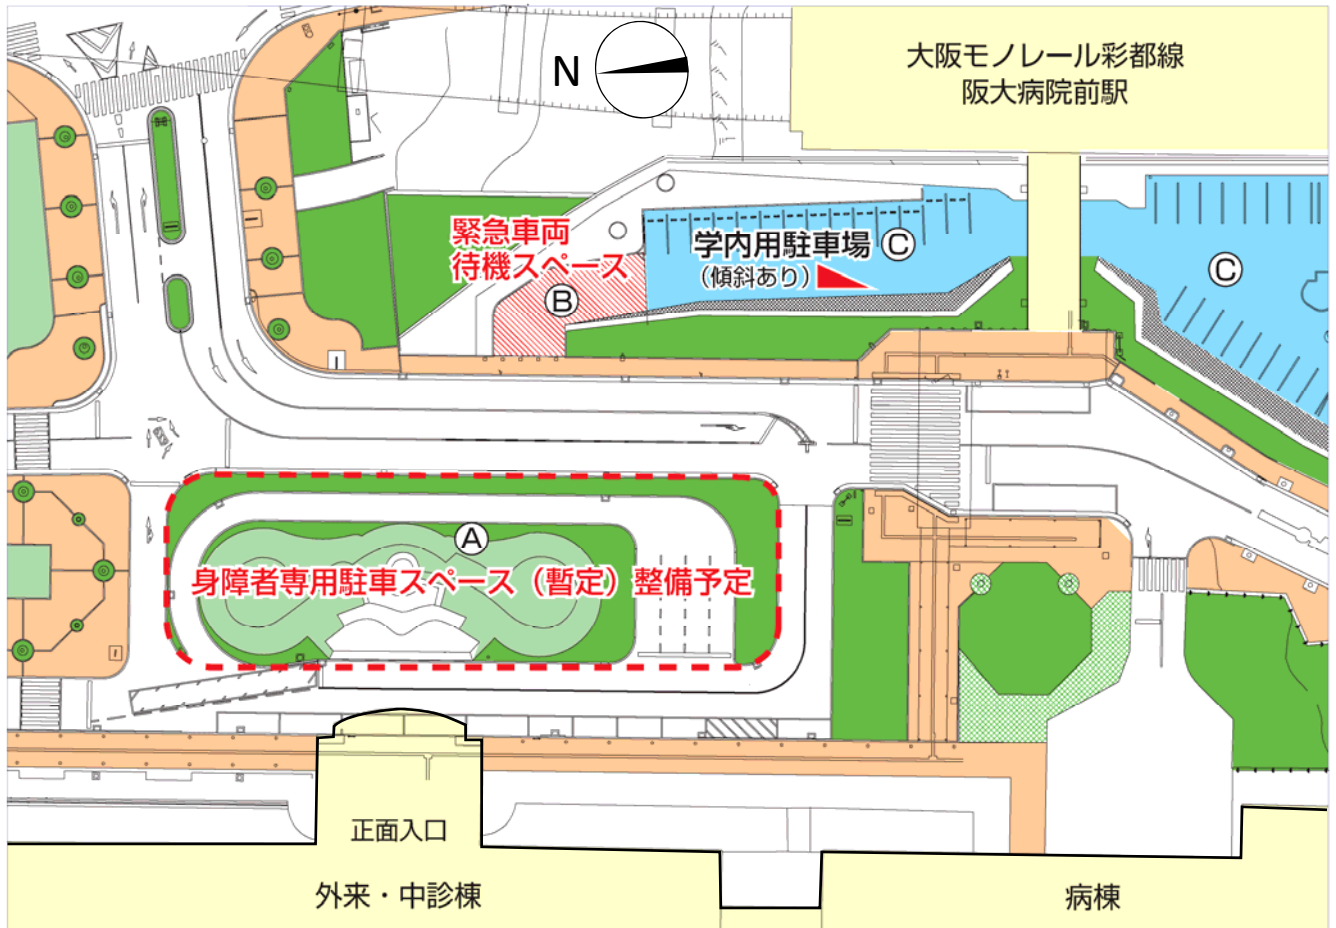 N
大阪モノレール彩都線
阪大病院前駅
緊急車両
待機スペース
B
学内用駐車場 C
(傾斜あり)
C
A
身障者専用駐車スペース（暫定）整備予定
正面入口
外来・中診棟
病棟